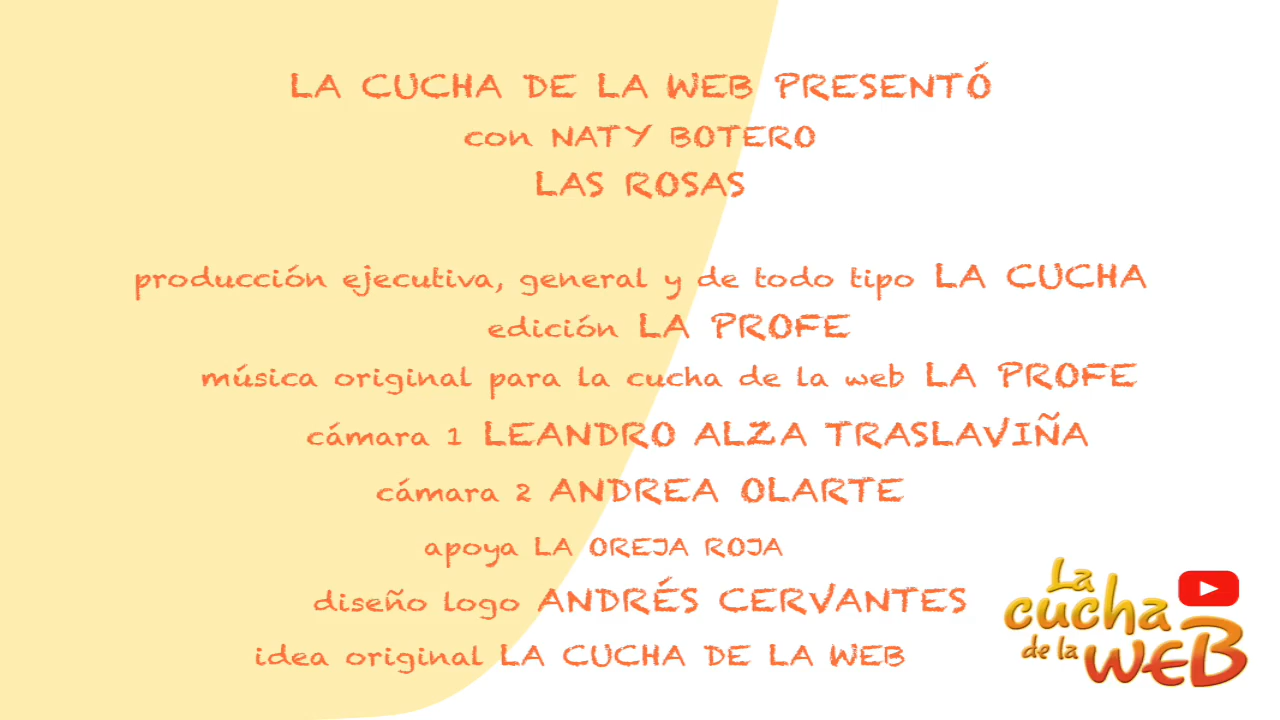 LA CUCHA DE LA WEB PRESENTÓ
con NATY BOTERO
LAS ROSAS
producción ejecutiva, general y de todo tipo LA CUCHA
edición LA PROFE
música original para la cucha de la web LA PROFE
cámara 1 LEANDRO ALZA TRASLAVIÑA
cámara 2 ANDREA OLARTE
apoya LA OREJA ROJA
diseño logo ANDRÉS CERVANTES
idea original LA CUCHA DE LA WEB
La
cucha
de la WEB